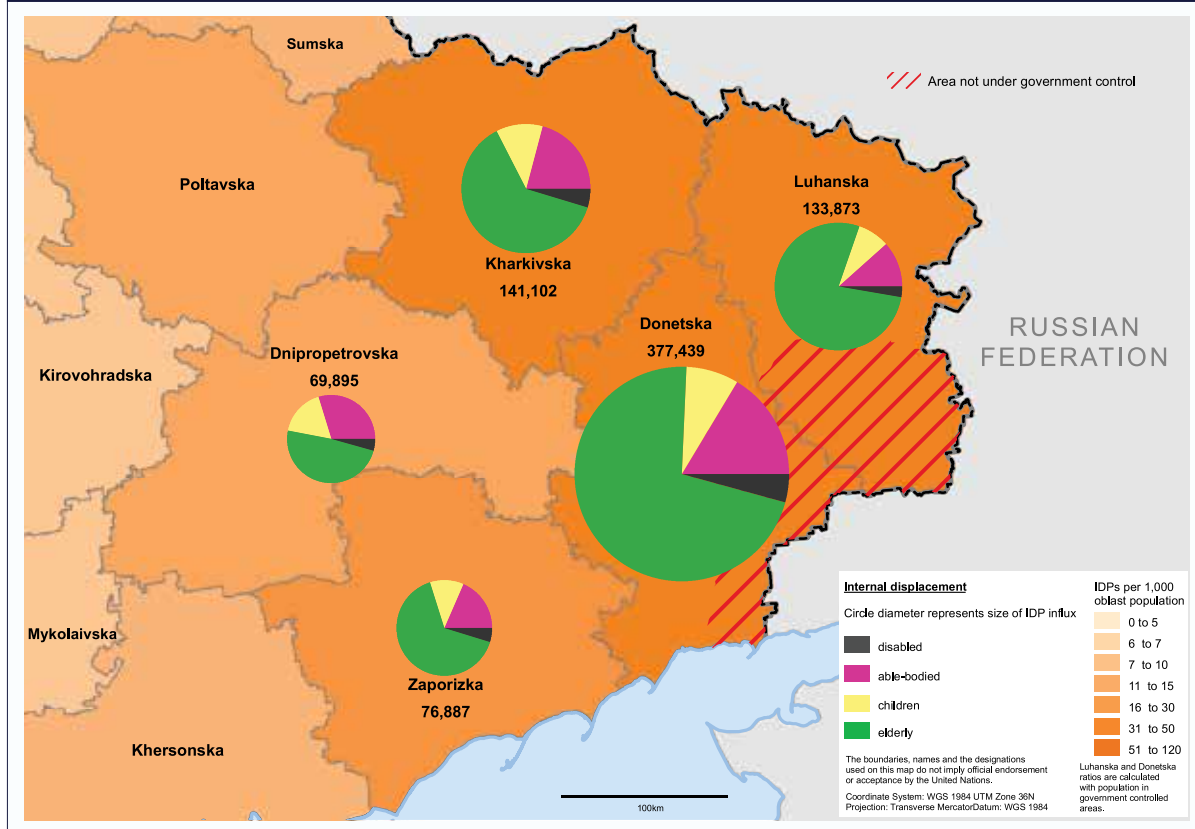 Sumska
Area not under government control
Poltavska
Luhanska
133,873
Kharkivska
141,102
Donetska
377,439
RUSSIAN
FEDERATION
Dnipropetrovska
69,895
Kirovohradska
Mykolaivska
Zaporizka
76,887
Khersonska
100km
Internal displacement
Circle diameter represents size of IDP influx
disabled
able-bodied
children
elderly
The boundaries, names and the designations
used on this map do not imply official endorsement
or acceptance by the United Nations.
Coordinate System: WGS 1984 UTM Zone 36N
Projection: Transverse MercatorDatum: WGS 1984
IDPs per 1,000
oblast population
0 to 5
6 to 7
7 to 10
11 to 15
16 to 30
31 to 50
51 to 120
Luhanska and Donetska
ratios are calculated
with population in
government controlled
areas.